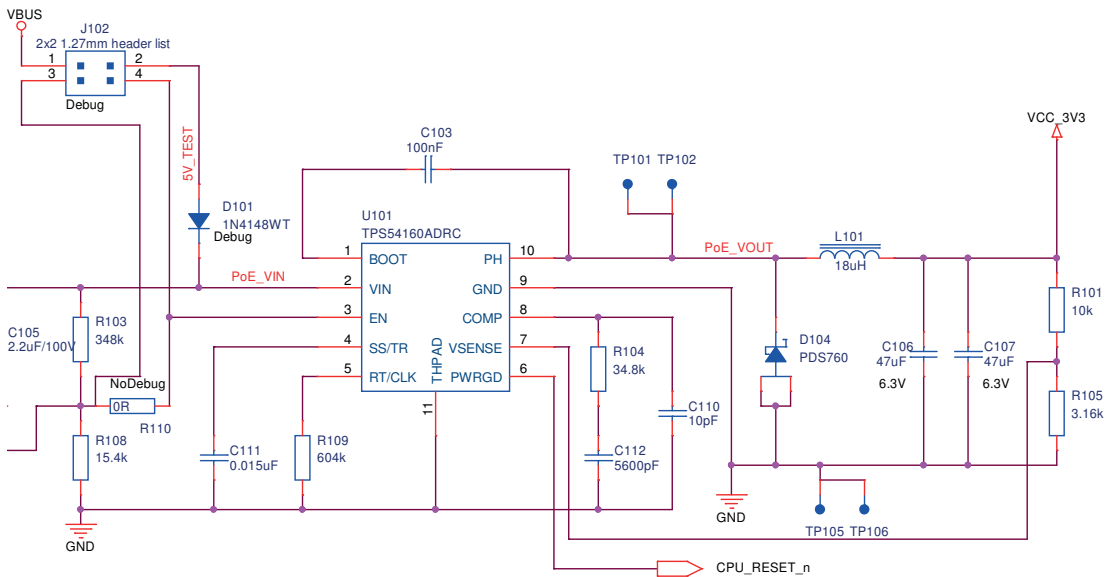 VBUS
J102
2x2 1.27mm header list
1
2
3
4
Debug
5V_TEST
D101
1N4148WT
Debug
C103
100nF
TP101 TP102
VCC_3V3
U101
TPS54160ADRC
1
BOOT
PH
10
PoE_VIN
2
VIN
GND
9
3
EN
COMP
8
4
SS/TR
VSENSE
7
5
RT/CLK
PWRGD
6
THPAD
11
PoE_VOUT
L101
18uH
R101
10k
C105
2.2uF/100V
R103
348k
NoDebug
0R
R110
R108
15.4k
C111
0.015uF
R109
604k
R104
34.8k
C110
10pF
C112
5600pF
D104
PDS760
C106
47uF
6.3V
C107
47uF
6.3V
R105
3.16k
GND
GND
TP105 TP106
CPU_RESET_n